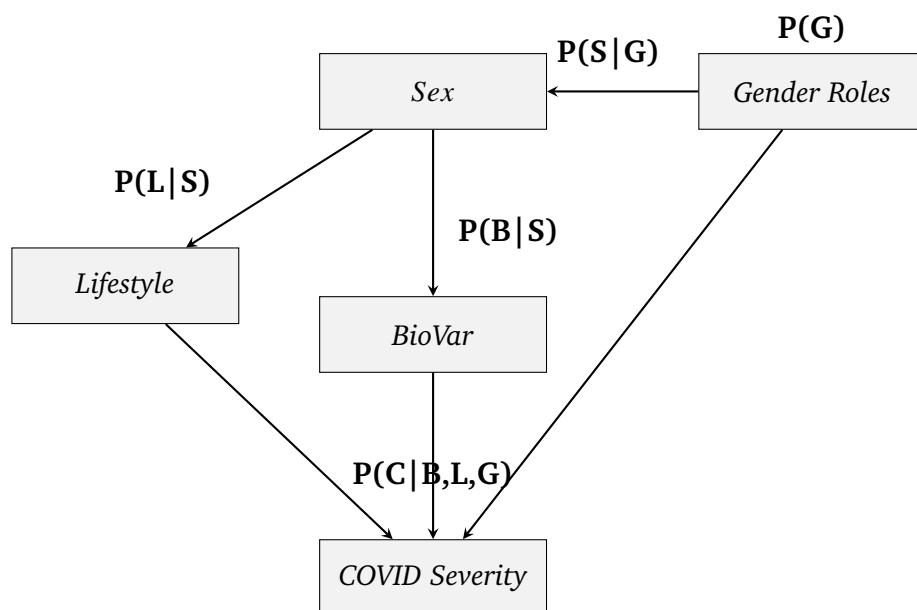 P(G)
P(S|G)
Sex
Gender Roles
P(L|S)
P(B|S)
Lifestyle
BioVar
P(C|B,L,G)
COVID Severity